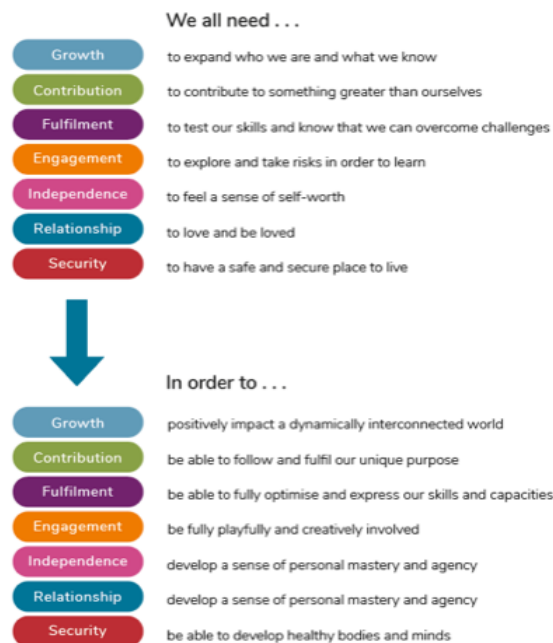 We all need . . .
Growth to expand who we are and what we know
Contribution to contribute to something greater than ourselves
Fulfilment to test our skills and know that we can overcome challenges
Engagement to explore and take risks in order to learn
Independence to feel a sense of self-worth
Relationship to love and be loved
Security to have a safe and secure place to live
In order to . . .
Growth positively impact a dynamically interconnected world
Contribution be able to follow and fulfil our unique purpose
Fulfilment be able to fully optimise and express our skills and capacities
Engagement be fully playfully and creatively involved
Independence develop a sense of personal mastery and agency
Relationship develop a sense of personal mastery and agency
Security be able to develop healthy bodies and minds